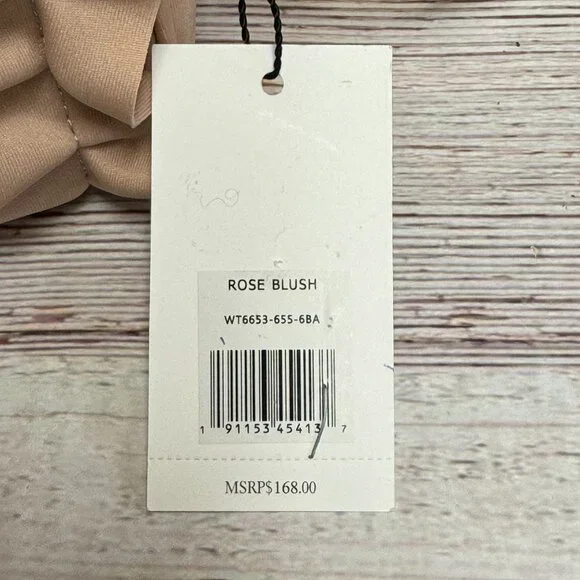 ROSE BLUSH
WT6653-655-6BA
1 91153 45413 7
MSRP$168.00